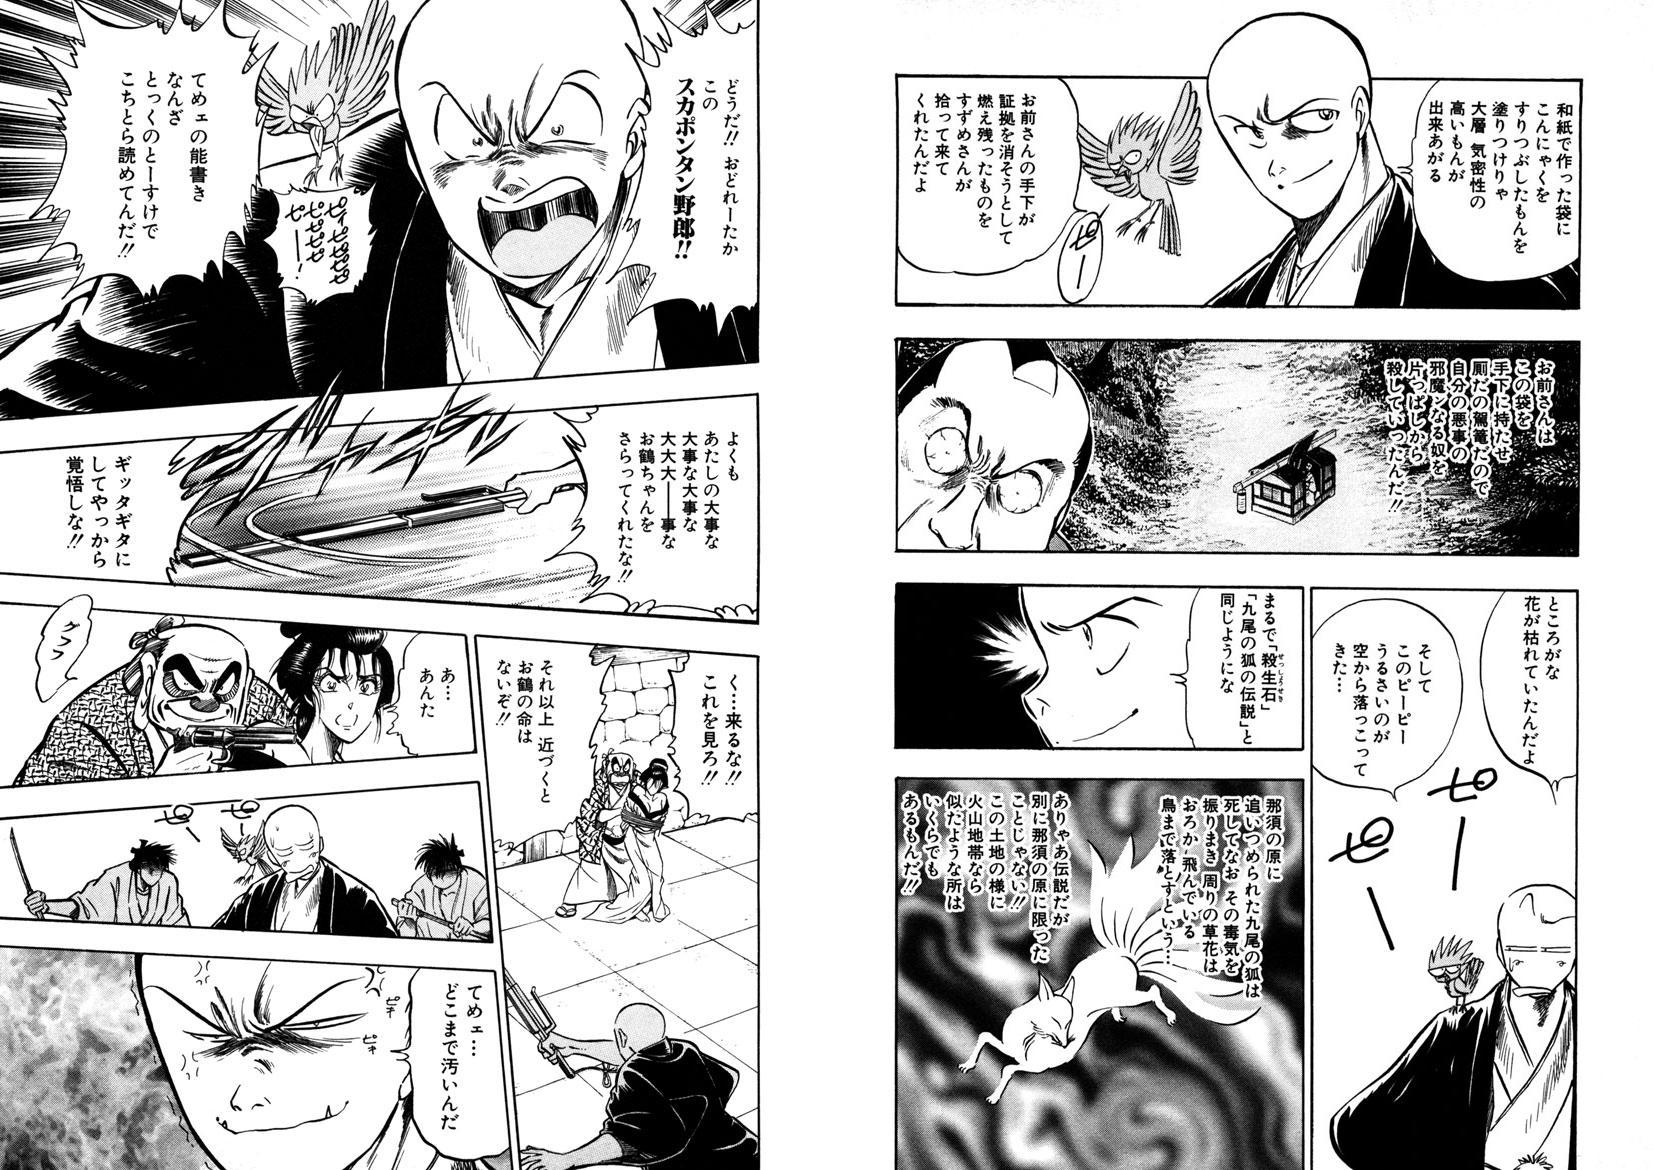 和紙で作った袋に
こんにゃくを
すりつぶしたもんを
塗りつけりゃ
大層 気密性の
高いもんが
出来あがる
お前さんの手下が
証拠を消そうとして
燃え残ったものを
すずめさんが
拾って来て
くれたんだよ
ピー
お前さんは
この袋を
手下に持たせ
厠だの駕籠だので
自分の悪事の
邪魔ンなる奴を
片っぱしから
殺していったんだ!!
ところがな
花が枯れていたんだよ
そして
このピーピー
うるさいのが
空から落っこって
きた…
ピー
ピー
まるで「殺生石」
せっしょうせき
「九尾の狐の伝説」と
同じようにな
那須の原に
追いつめられた九尾の狐は
死してなお その毒気を
振りまき 周りの草花は
おろか 飛んでいる
鳥まで落とすという…
ありゃあ伝説だが
別に那須の原に限った
ことじゃない!!
この土地の様に
火山地帯なら
似たような所は
いくらでも
あるもんだ!!
どうだ!! おどれーたか
この
スカポンタン野郎!!
ピィピピピピ
ピピピピ
ピーー!
てめェの能書き
なんざ
とっくのとーすけで
こちとら読めてんだ!!
よくも
あたしの大事な
大事な大事な
大大大――事な
お鶴ちゃんを
さらってくれたな!!
ギッタギタに
してやっから
覚悟しな!!
く…来るな!!
これを見ろ!!
それ以上 近づくと
お鶴の命は
ないぞ!!
あ…
あんた
ピー
ピー
てめェ…
どこまで汚いんだ
ピキ
ピキ